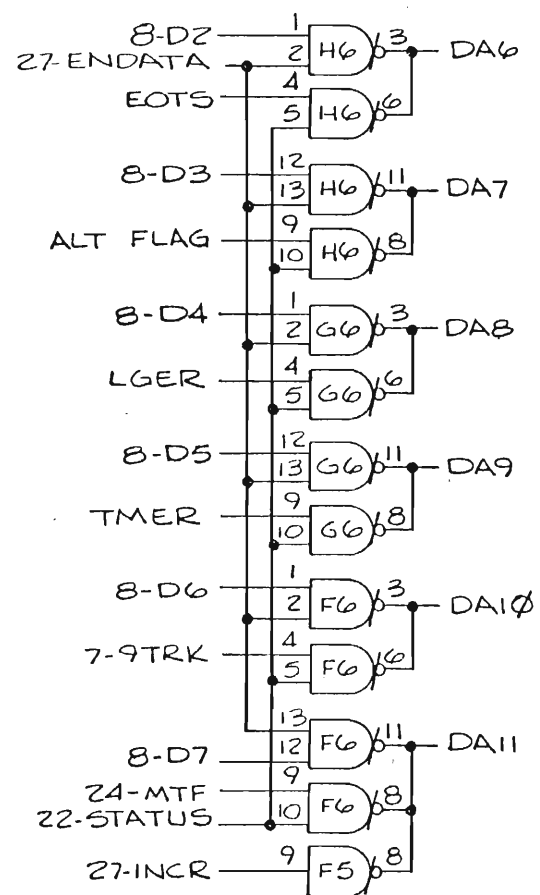 8-D2 1 H6 3 DA6
27-ENDATA 2
EOTS 4 H6 6
5
8-D3 12 H6 11 DA7
13
ALT FLAG 9 H6 8
10
8-D4 1 G6 3 DA8
2
LGER 4 G6 6
5
8-D5 12 G6 11 DA9
13
TMER 9 G6 8
10
8-D6 1 F6 3 DA1Ø
2
7-9TRK 4 F6 6
5
13 F6 11 DA11
8-D7 12
24-MTF 9 F6 8
22-STATUS 10
27-INCR 9 F5 8